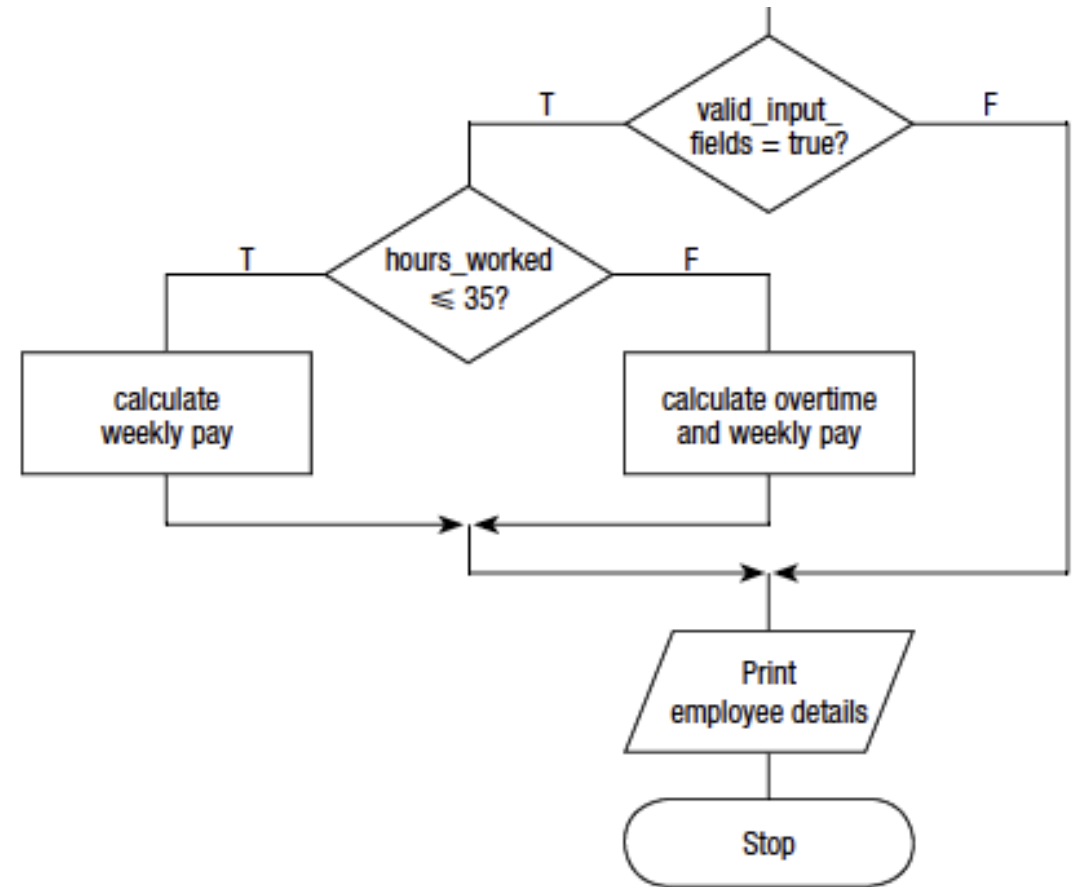 T
valid_input_
fields = true?
F
T
hours_worked
⩽ 35?
F
calculate
weekly pay
calculate overtime
and weekly pay
Print
employee details
Stop